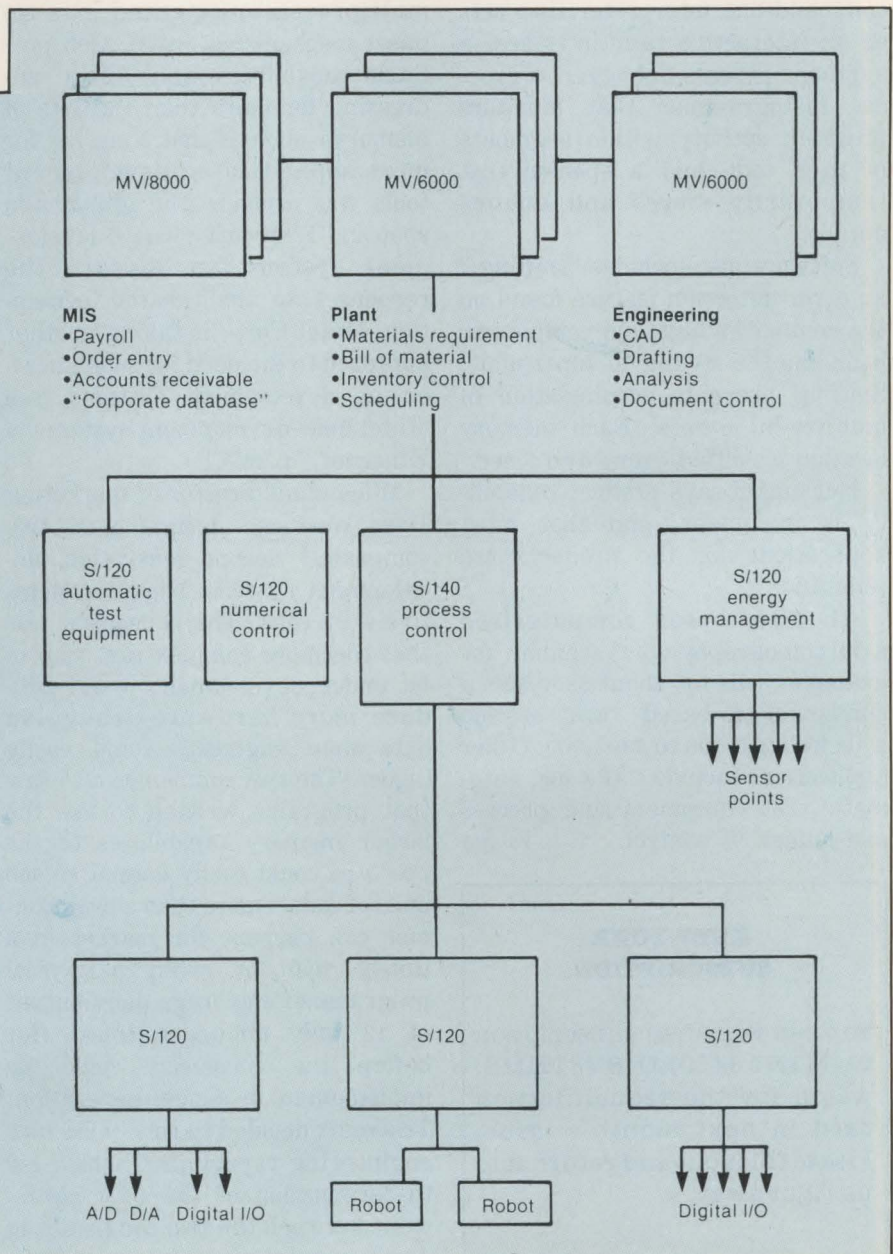 MV/8000
MV/6000
MV/6000
MIS
•Payroll
•Order entry
•Accounts receivable
•"Corporate database"
Plant
•Materials requirement
•Bill of material
•Inventory control
•Scheduling
Engineering
•CAD
•Drafting
•Analysis
•Document control
S/120
automatic
test
equipment
S/120
numerical
control
S/140
process
control
S/120
energy
management
Sensor
points
S/120
S/120
S/120
A/D D/A Digital I/O
Robot
Robot
Digital I/O